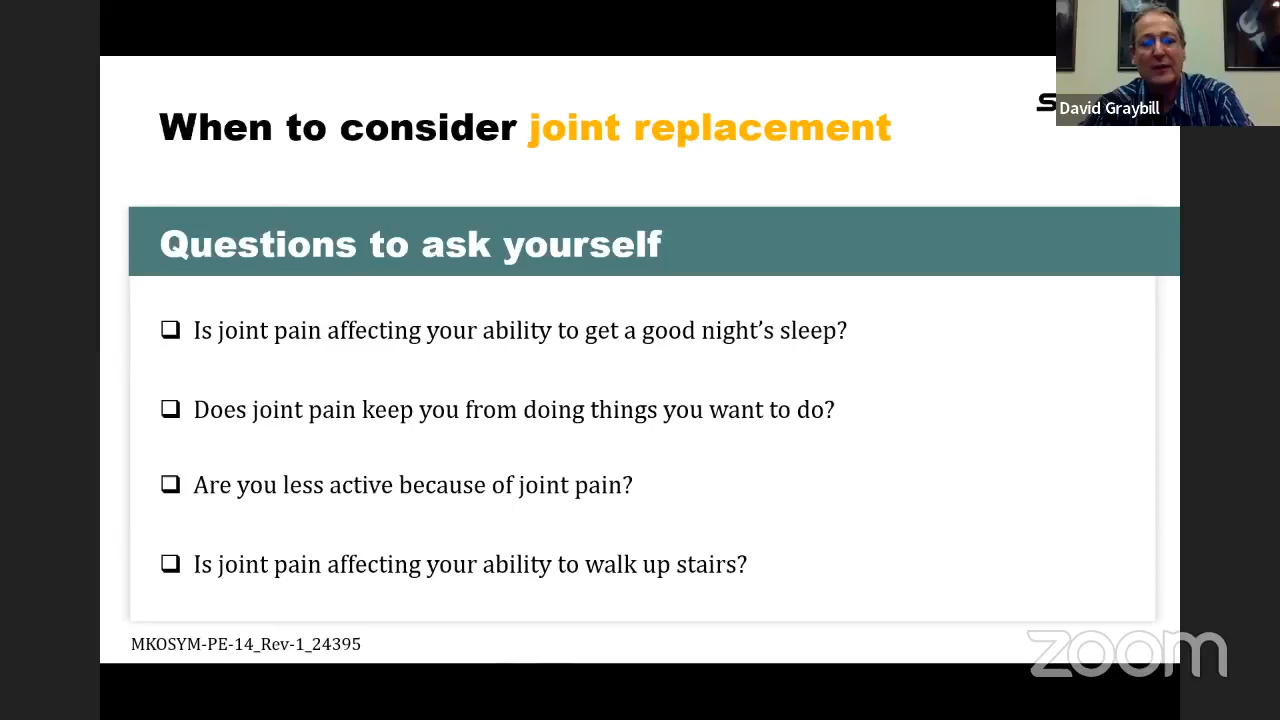 When to consider joint replacement
David Graybill
Questions to ask yourself
Is joint pain affecting your ability to get a good night’s sleep?
Does joint pain keep you from doing things you want to do?
Are you less active because of joint pain?
Is joint pain affecting your ability to walk up stairs?
MKOSYM-PE-14_Rev-1_24395
zoom